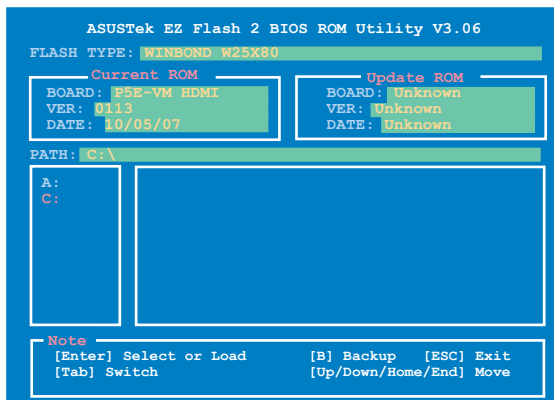 ASUSTek EZ Flash 2 BIOS ROM Utility V3.06
FLASH TYPE: WINBOND W25X80
Current ROM
BOARD: P5E-VM HDMI
VER: 0113
DATE: 10/05/07
Update ROM
BOARD: Unknown
VER: Unknown
DATE: Unknown
PATH: C:\
A:
C:
Note
[Enter] Select or Load [B] Backup [ESC] Exit
[Tab] Switch [Up/Down/Home/End] Move